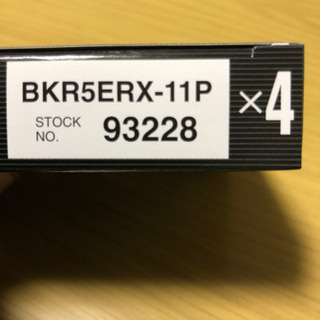 BKR5ERX-11P
STOCK NO. 93228
×4